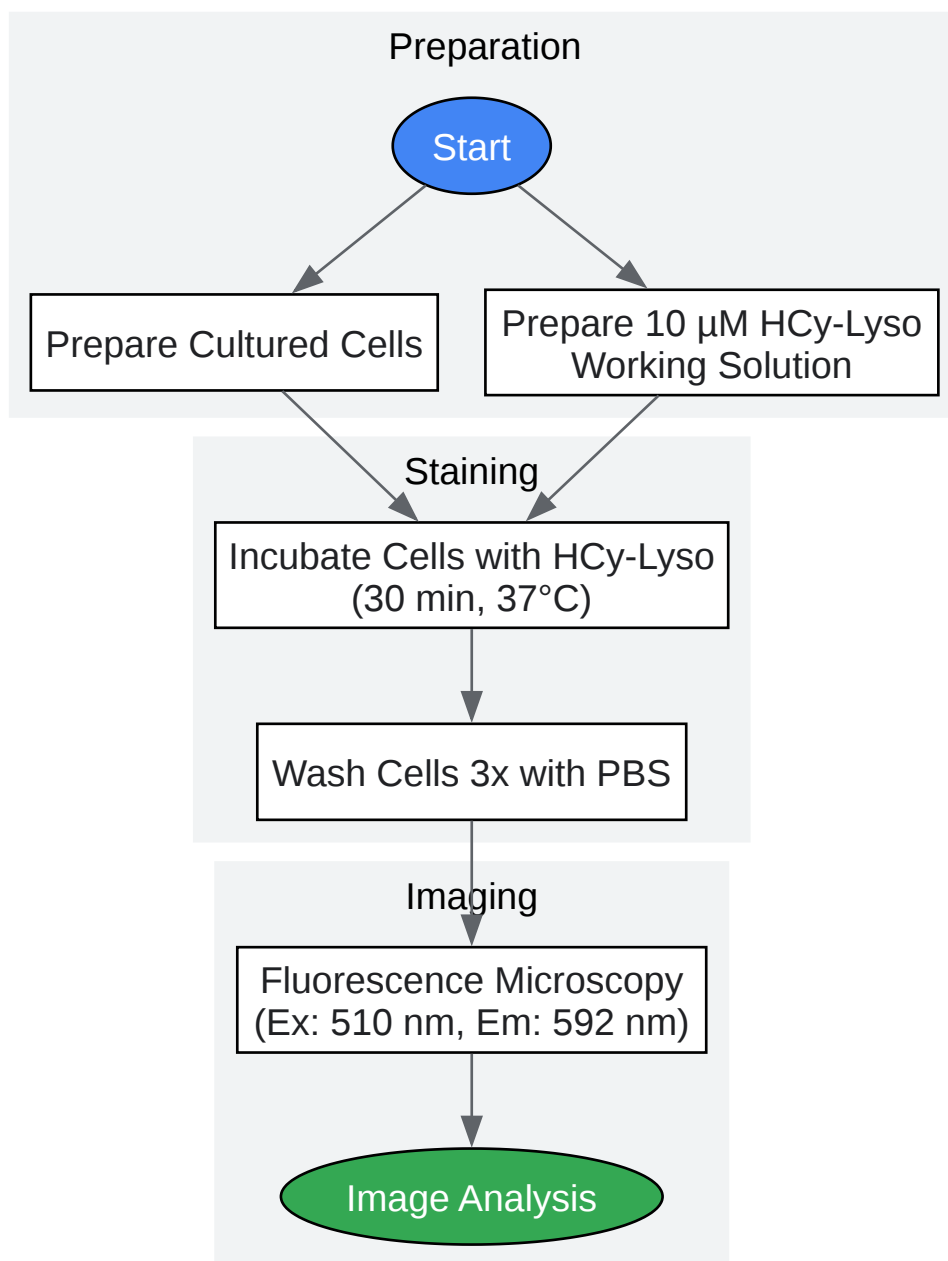 Preparation
Start
Prepare Cultured Cells
Prepare 10 µM HCy-Lyso
Working Solution
Staining
Incubate Cells with HCy-Lyso
(30 min, 37°C)
Wash Cells 3x with PBS
Imaging
Fluorescence Microscopy
(Ex: 510 nm, Em: 592 nm)
Image Analysis